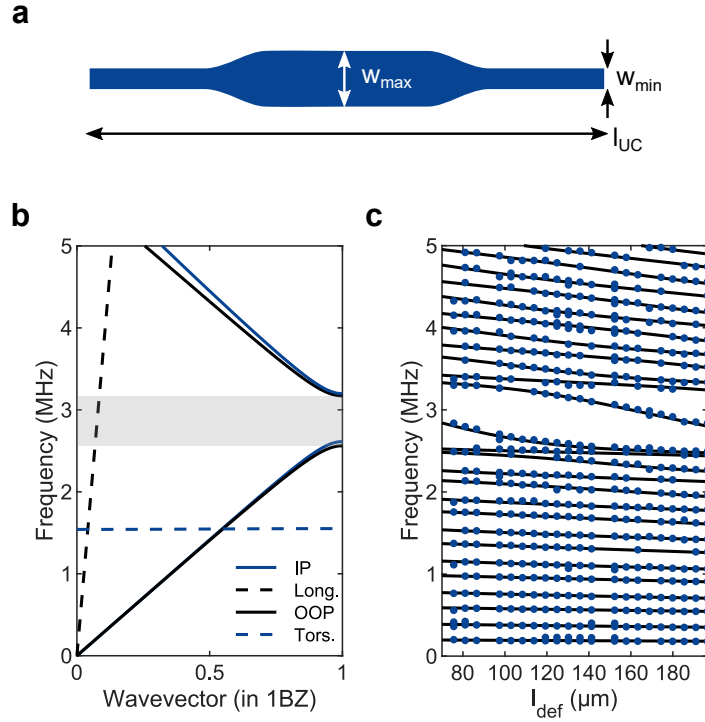 a
w_max
w_min
l_UC
b
c
5
4
3
2
1
0
Frequency (MHz)
IP
Long.
OOP
Tors.
0
0.5
1
Wavevector (in 1BZ)
5
4
3
2
1
0
Frequency (MHz)
80 100 120 140 160 180
l_def (μm)